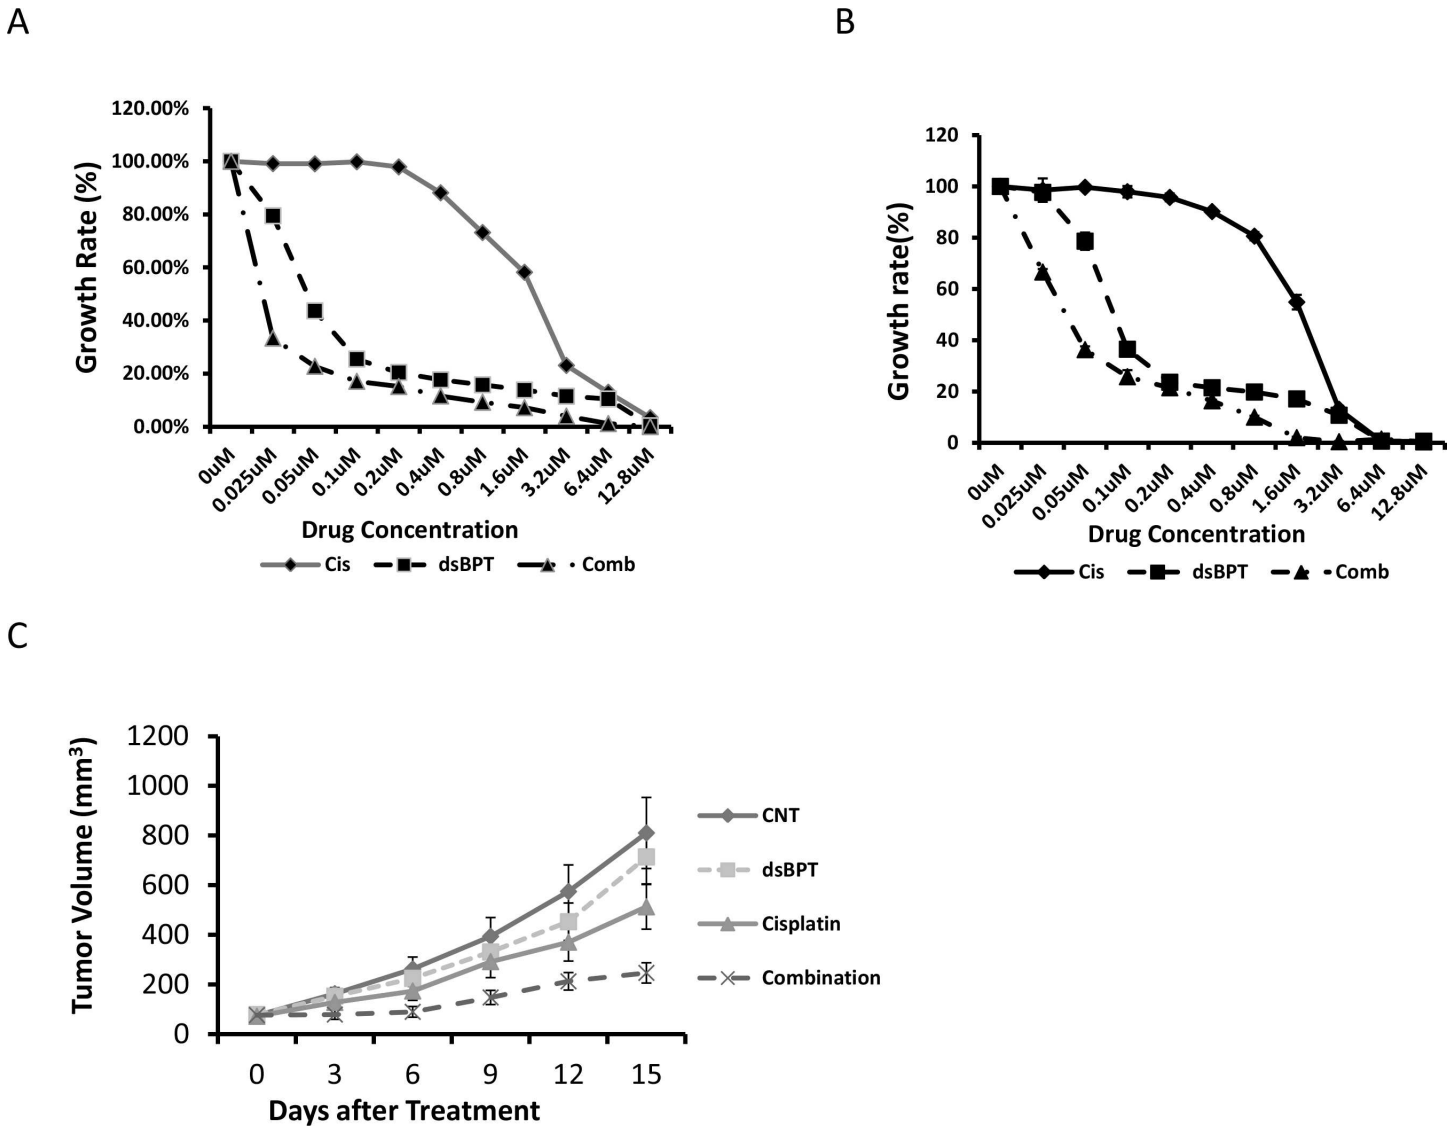 A
120.00%
100.00%
80.00%
60.00%
40.00%
20.00%
0.00%
Growth Rate (%)
0uM
0.025uM
0.05uM
0.1uM
0.2uM
0.4uM
0.8uM
1.6uM
3.2uM
6.4uM
12.8uM
Drug Concentration
Cis dsBPT Comb
B
120
100
80
60
40
20
0
Growth rate(%)
0uM
0.025uM
0.05uM
0.1uM
0.2uM
0.4uM
0.8uM
1.6uM
3.2uM
6.4uM
12.8uM
Drug Concentration
Cis dsBPT Comb
C
1200
1000
800
600
400
200
0
Tumor Volume (mm³)
0 3 6 9 12 15
Days after Treatment
CNT
dsBPT
Cisplatin
Combination